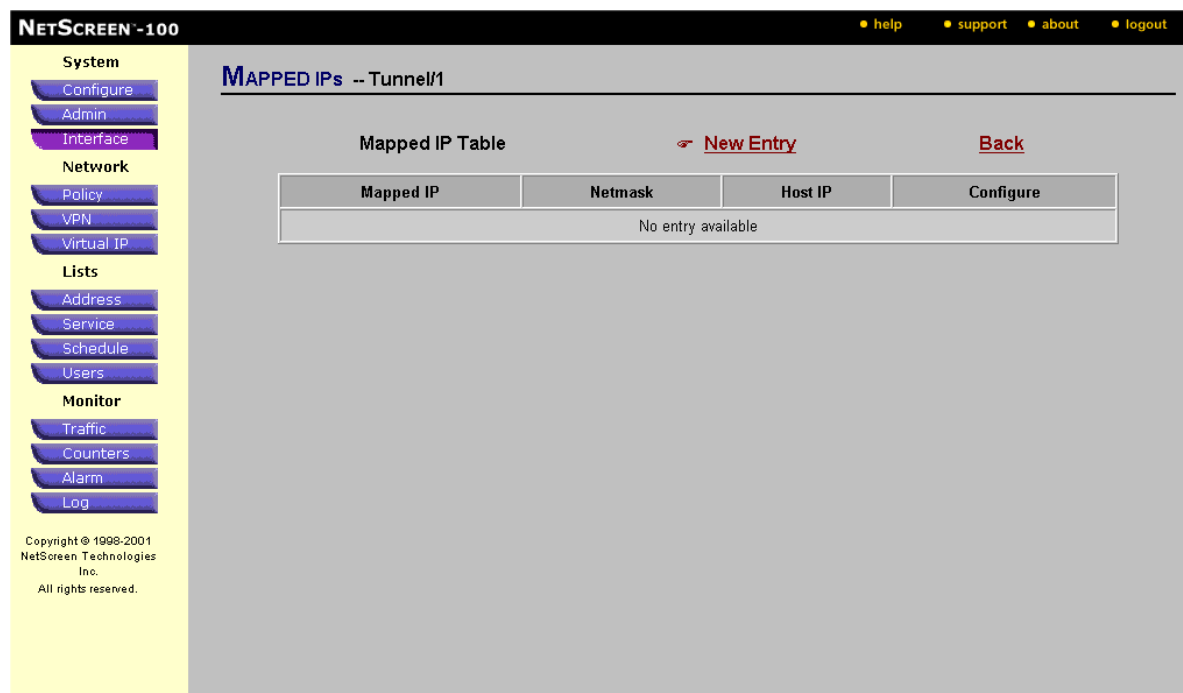 NETSCREEN™-100
help support about logout
System
Configure
Admin
Interface
Network
Policy
VPN
Virtual IP
Lists
Address
Service
Schedule
Users
Monitor
Traffic
Counters
Alarm
Log
Copyright © 1998-2001
NetScreen Technologies
Inc.
All rights reserved.
MAPPED IPs -- Tunnel/1
Mapped IP Table New Entry Back
Mapped IP Netmask Host IP Configure
No entry available